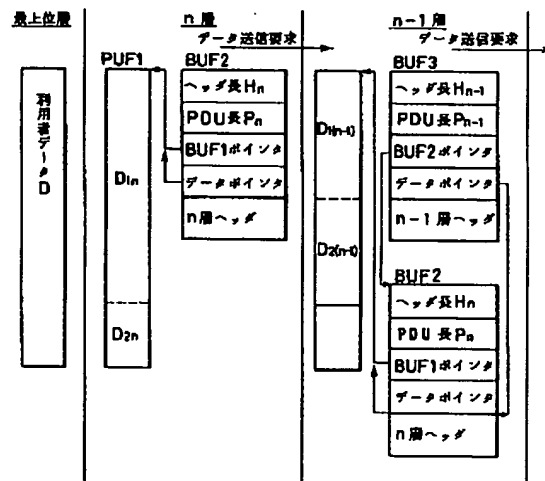 最上位層
n 層
n-1 層
データ送信要求
データ送信要求
利用者データD
PUF1
D1n
D2n
BUF2
ヘッダ長Hn
PDU長Pn
BUF1ポインタ
データポインタ
n層ヘッダ
D1(n-1)
D2(n-1)
BUF3
ヘッダ長Hn-1
PDU長Pn-1
BUF2ポインタ
データポインタ
n-1層ヘッダ
BUF2
ヘッダ長Hn
PDU長Pn
BUF1ポインタ
データポインタ
n層ヘッダ